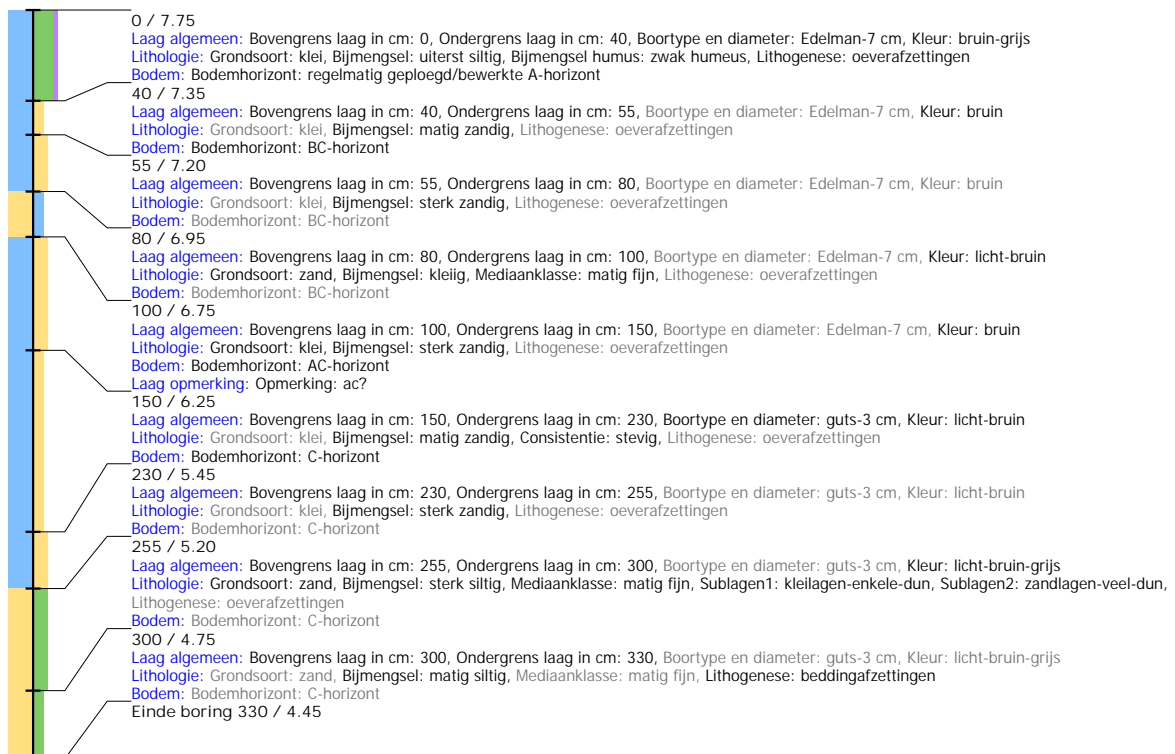 0 / 7.75
Laag algemeen: Bovengrens laag in cm: 0, Ondergrens laag in cm: 40, Boortype en diameter: Edelman-7 cm, Kleur: bruin-grijs
Lithologie: Grondsoort: klei, Bijmengsel: uiterst siltig, Bijmengsel humus: zwak humeus, Lithogenese: oeverafzettingen
Bodem: Bodemhorizont: regelmatig geploegd/bewerkte A-horizont
40 / 7.35
Laag algemeen: Bovengrens laag in cm: 40, Ondergrens laag in cm: 55, Boortype en diameter: Edelman-7 cm, Kleur: bruin
Lithologie: Grondsoort: klei, Bijmengsel: matig zandig, Lithogenese: oeverafzettingen
Bodem: Bodemhorizont: BC-horizont
55 / 7.20
Laag algemeen: Bovengrens laag in cm: 55, Ondergrens laag in cm: 80, Boortype en diameter: Edelman-7 cm, Kleur: bruin
Lithologie: Grondsoort: klei, Bijmengsel: sterk zandig, Lithogenese: oeverafzettingen
Bodem: Bodemhorizont: BC-horizont
80 / 6.95
Laag algemeen: Bovengrens laag in cm: 80, Ondergrens laag in cm: 100, Boortype en diameter: Edelman-7 cm, Kleur: licht-bruin
Lithologie: Grondsoort: zand, Bijmengsel: kleiig, Mediaanklasse: matig fijn, Lithogenese: oeverafzettingen
Bodem: Bodemhorizont: BC-horizont
100 / 6.75
Laag algemeen: Bovengrens laag in cm: 100, Ondergrens laag in cm: 150, Boortype en diameter: Edelman-7 cm, Kleur: bruin
Lithologie: Grondsoort: klei, Bijmengsel: sterk zandig, Lithogenese: oeverafzettingen
Bodem: Bodemhorizont: AC-horizont
Laag opmerking: Opmerking: ac?
150 / 6.25
Laag algemeen: Bovengrens laag in cm: 150, Ondergrens laag in cm: 230, Boortype en diameter: guts-3 cm, Kleur: licht-bruin
Lithologie: Grondsoort: klei, Bijmengsel: matig zandig, Consistentie: stevig, Lithogenese: oeverafzettingen
Bodem: Bodemhorizont: C-horizont
230 / 5.45
Laag algemeen: Bovengrens laag in cm: 230, Ondergrens laag in cm: 255, Boortype en diameter: guts-3 cm, Kleur: licht-bruin
Lithologie: Grondsoort: klei, Bijmengsel: sterk zandig, Lithogenese: oeverafzettingen
Bodem: Bodemhorizont: C-horizont
255 / 5.20
Laag algemeen: Bovengrens laag in cm: 255, Ondergrens laag in cm: 300, Boortype en diameter: guts-3 cm, Kleur: licht-bruin-grijs
Lithologie: Grondsoort: zand, Bijmengsel: sterk siltig, Mediaanklasse: matig fijn, Sublagen1: kleilagen-enkele-dun, Sublagen2: zandlagen-veel-dun,
Lithogenese: oeverafzettingen
Bodem: Bodemhorizont: C-horizont
300 / 4.75
Laag algemeen: Bovengrens laag in cm: 300, Ondergrens laag in cm: 330, Boortype en diameter: guts-3 cm, Kleur: licht-bruin-grijs
Lithologie: Grondsoort: zand, Bijmengsel: matig siltig, Mediaanklasse: matig fijn, Lithogenese: beddingafzettingen
Bodem: Bodemhorizont: C-horizont
Einde boring 330 / 4.45